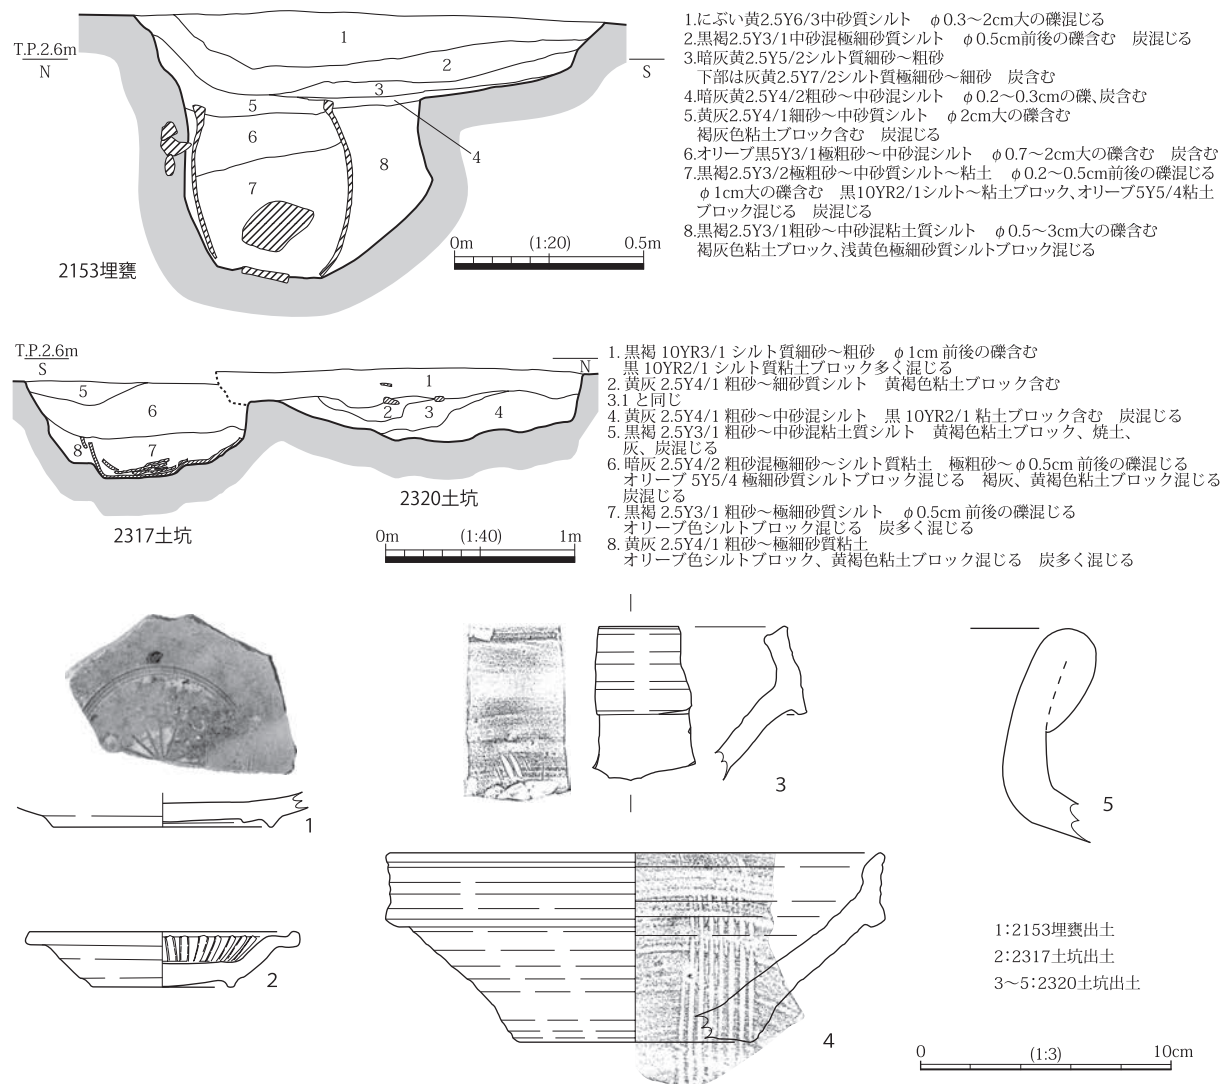 T.P.2.6m
N
S
1
2
3
5
4
6
8
7
0m (1:20) 0.5m
2153埋甕
1.にぶい黄2.5Y6/3中砂質シルト　φ0.3～2cm大の礫混じる
2.黒褐2.5Y3/1中砂混極細砂質シルト　φ0.5cm前後の礫含む　炭混じる
3.暗灰黄2.5Y5/2シルト質細砂～粗砂
下部は灰黄2.5Y7/2シルト質極細砂～細砂　炭含む
4.暗灰黄2.5Y4/2粗砂～中砂混シルト　φ0.2～0.3cmの礫、炭含む
5.黄灰2.5Y4/1細砂～中砂質シルト　φ2cm大の礫含む
褐灰色粘土ブロック含む　炭混じる
6.オリーブ黒5Y3/1極粗砂～中砂混シルト　φ0.7～2cm大の礫含む　炭含む
7.黒褐2.5Y3/2極粗砂～中砂質シルト～粘土　φ0.2～0.5cm前後の礫混じる
φ1cm大の礫含む　黒10YR2/1シルト～粘土ブロック、オリーブ5Y5/4粘土
ブロック混じる　炭混じる
8.黒褐2.5Y3/1粗砂～中砂混粘土質シルト　φ0.5～3cm大の礫含む
褐灰色粘土ブロック、浅黄色極細砂質シルトブロック混じる
T.P.2.6m
S
N
5
6
8
7
1
2
3
4
2317土坑
2320土坑
0m (1:40) 1m
1. 黒褐 10YR3/1 シルト質細砂～粗砂　φ1cm 前後の礫含む
黒 10YR2/1 シルト質粘土ブロック多く混じる
2. 黄灰 2.5Y4/1 粗砂～細砂質シルト　黄褐色粘土ブロック含む
3.1 と同じ
4. 黄灰 2.5Y4/1 粗砂～中砂混シルト　黒 10YR2/1 粘土ブロック含む　炭混じる
5. 黒褐 2.5Y3/1 粗砂～中砂混粘土質シルト　黄褐色粘土ブロック、焼土、
灰、炭混じる
6. 暗灰 2.5Y4/2 粗砂混極細砂～シルト質粘土　極粗砂～φ0.5cm 前後の礫混じる
オリーブ 5Y5/4 極細砂質シルトブロック混じる　褐灰、黄褐色粘土ブロック混じる
炭混じる
7. 黒褐 2.5Y3/1 粗砂～極細砂質シルト　φ0.5cm 前後の礫混じる
オリーブ色シルトブロック混じる　炭多く混じる
8. 黄灰 2.5Y4/1 粗砂～極細砂質粘土
オリーブ色シルトブロック、黄褐色粘土ブロック混じる　炭多く混じる
1
2
3
4
5
1：2153埋甕出土
2：2317土坑出土
3～5：2320土坑出土
0 (1:3) 10cm